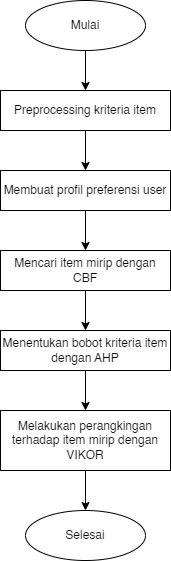 Mulai
Preprocessing kriteria item
Membuat profil preferensi user
Mencari item mirip dengan
CBF
Menentukan bobot kriteria item
dengan AHP
Melakukan perangkingan
terhadap item mirip dengan
VIKOR
Selesai